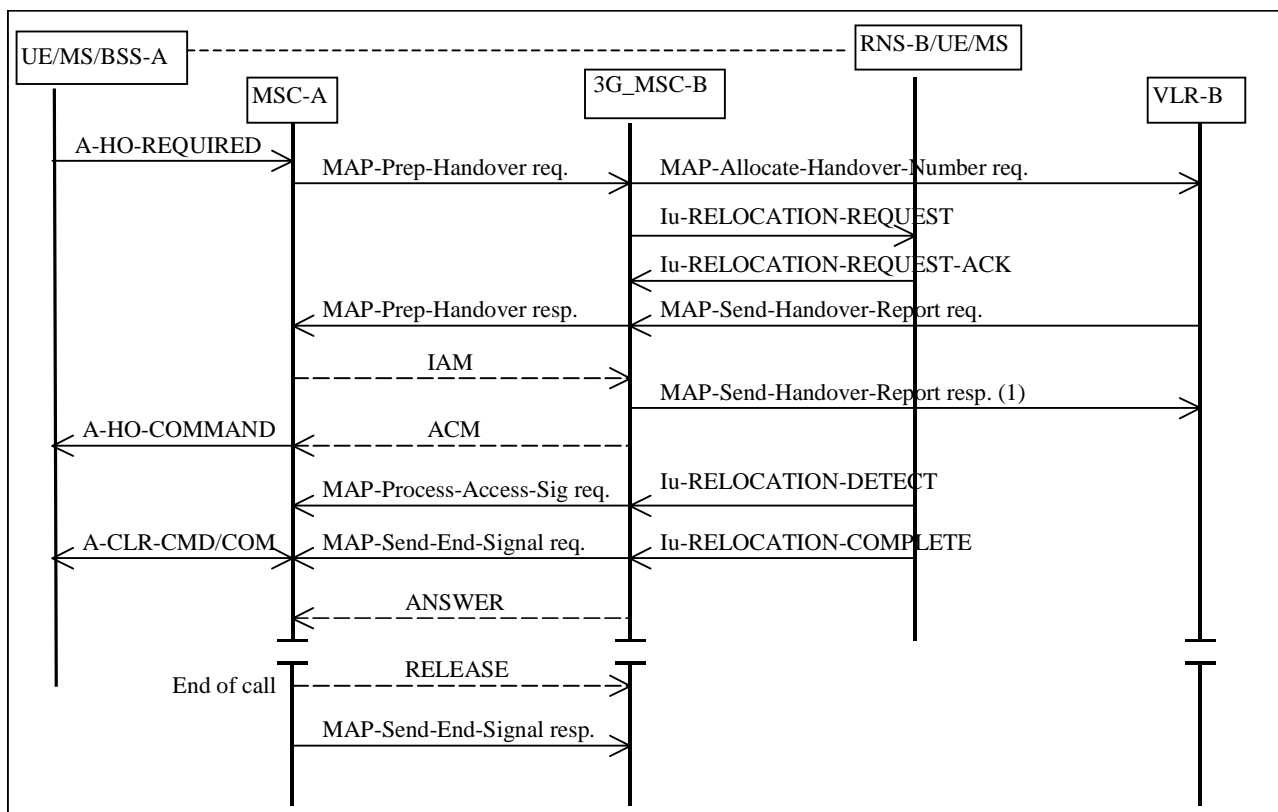 UE/MS/BSS-A
RNS-B/UE/MS
MSC-A
3G_MSC-B
VLR-B
A-HO-REQUIRED
MAP-Prep-Handover req.
MAP-Allocate-Handover-Number req.
Iu-RELOCATION-REQUEST
Iu-RELOCATION-REQUEST-ACK
MAP-Prep-Handover resp.
MAP-Send-Handover-Report req.
IAM
MAP-Send-Handover-Report resp. (1)
A-HO-COMMAND
ACM
MAP-Process-Access-Sig req.
Iu-RELOCATION-DETECT
A-CLR-CMD/COM
MAP-Send-End-Signal req.
Iu-RELOCATION-COMPLETE
ANSWER
End of call
RELEASE
MAP-Send-End-Signal resp.